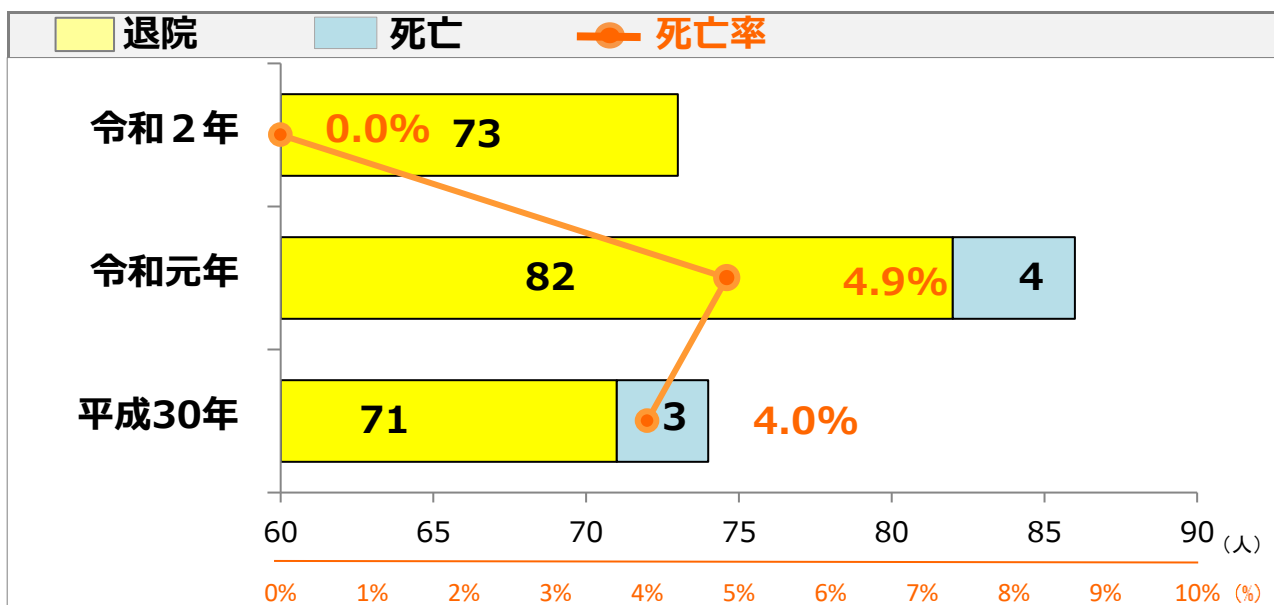 退院 死亡 死亡率
令和２年 0.0% 73
令和元年 82 4.9% 4
平成30年 71 3 4.0%
60 65 70 75 80 85 90 （人）
0% 1% 2% 3% 4% 5% 6% 7% 8% 9% 10% （%）